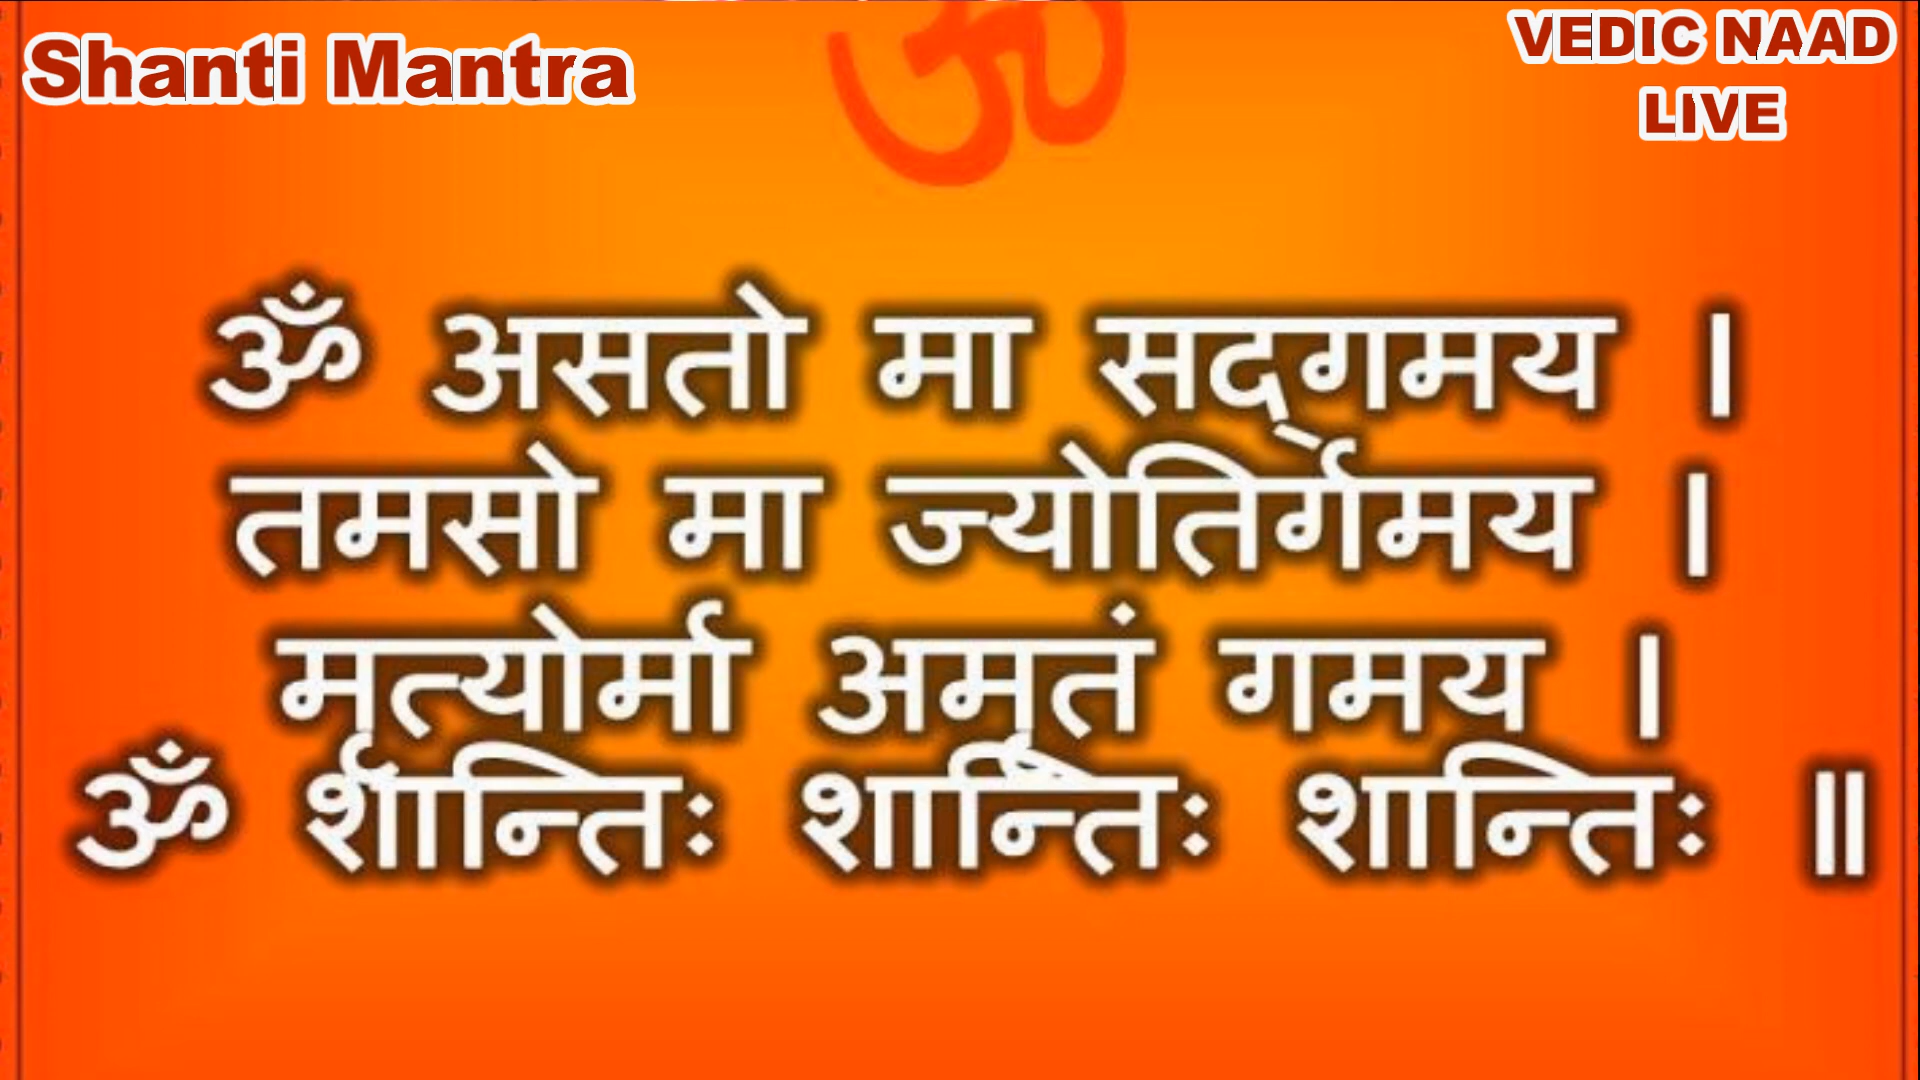 Shanti Mantra
VEDIC NAAD
LIVE
ॐ
ॐ असतो मा सद्गमय ।
तमसो मा ज्योतिर्गमय ।
मृत्योर्मा अमृतं गमय ।
ॐ शान्तिः शान्तिः शान्तिः ॥